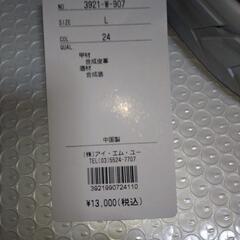 NO. 3921-W-907
SIZE L
COL 24
QUAL
甲材
合成皮革
底材
合成底
中国製
(株)アイ・エム・ユー
TEL(03)5524-7707
3921990724110
¥13,000(税込)